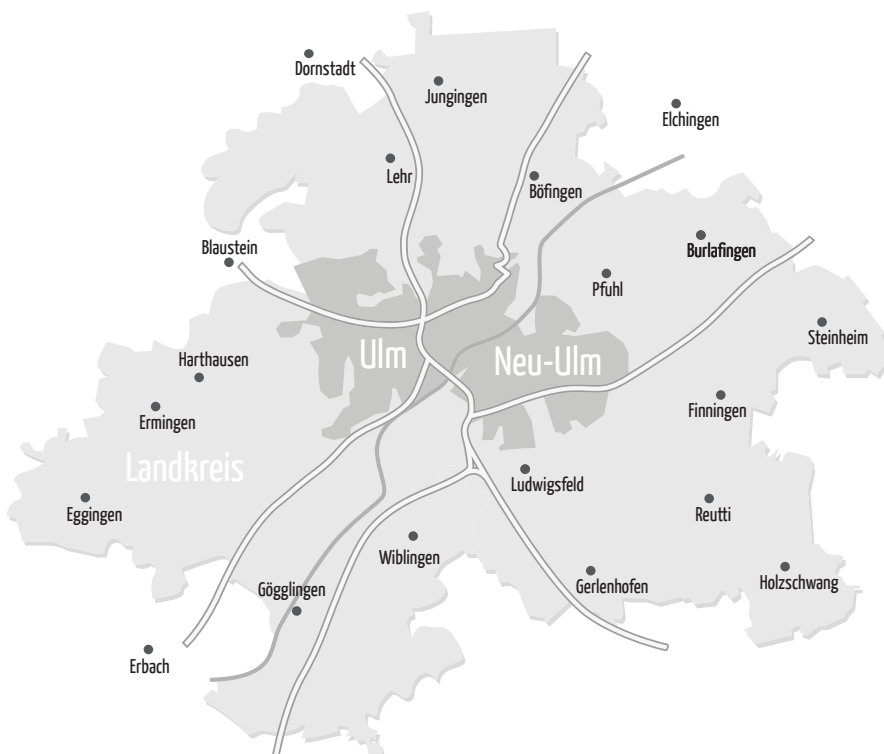 Dornstadt
Jungingen
Elchingen
Lehr
Böfingen
Blaustein
Burlafingen
Pfuhl
Steinheim
Ulm
Neu-Ulm
Harthausen
Finningen
Ermingen
Landkreis
Ludwigsfeld
Eggingen
Reutti
Wiblingen
Gögglingen
Gerlenhofen
Holzschwang
Erbach